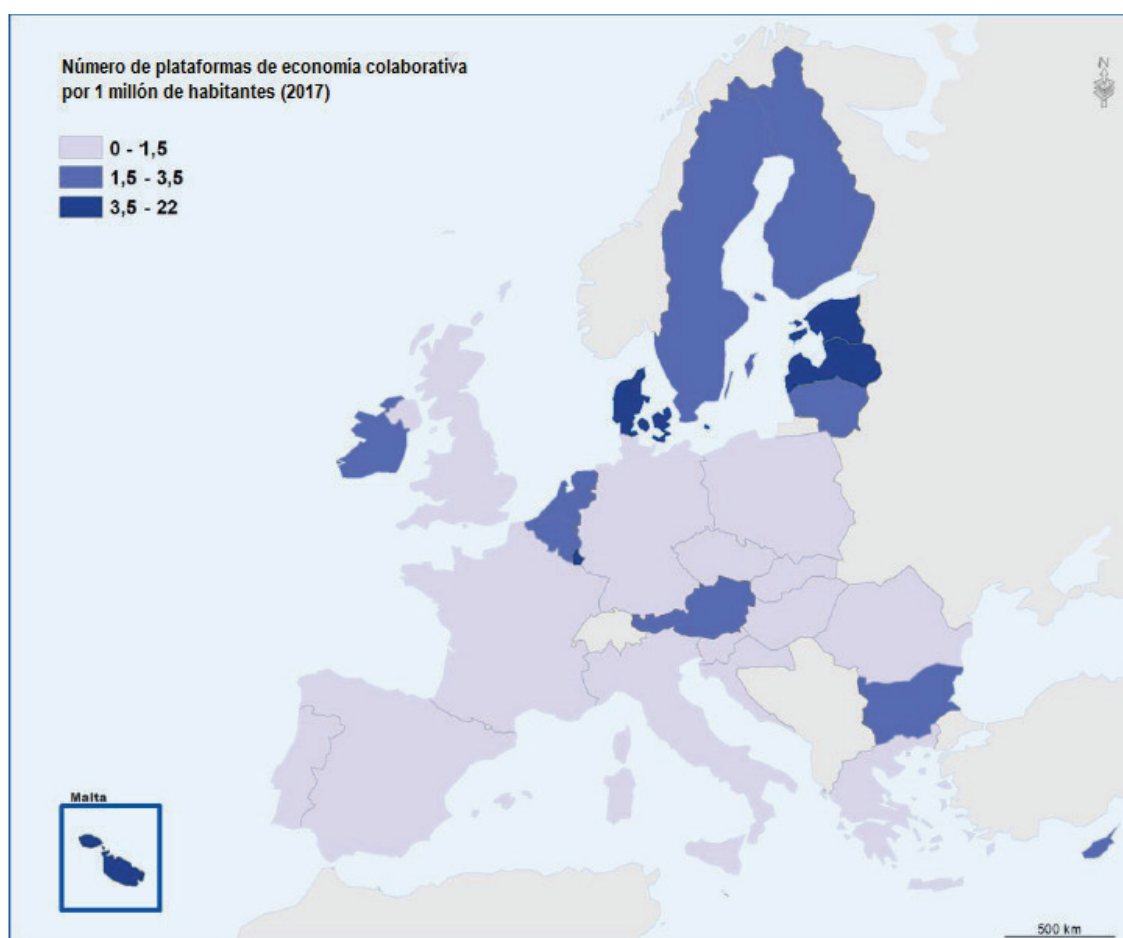 Número de plataformas de economía colaborativa
por 1 millón de habitantes (2017)
0 - 1,5
1,5 - 3,5
3,5 - 22
N
Malta
500 km